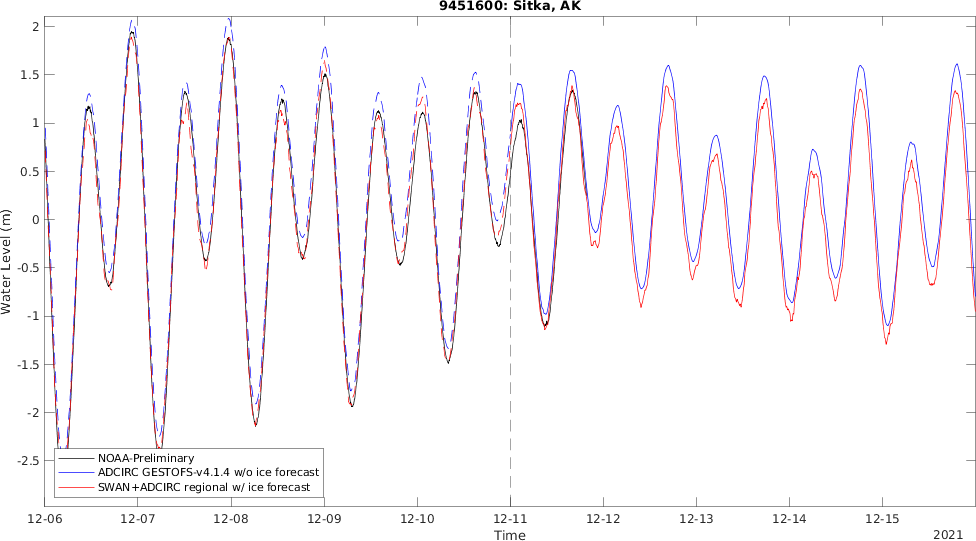 9451600: Sitka, AK
2
1.5
1
0.5
0
-0.5
-1
-1.5
-2
-2.5
Water Level (m)
NOAA-Preliminary
ADCIRC GESTOFS-v4.1.4 w/o ice forecast
SWAN+ADCIRC regional w/ ice forecast
12-06 12-07 12-08 12-09 12-10 12-11 12-12 12-13 12-14 12-15
Time
2021